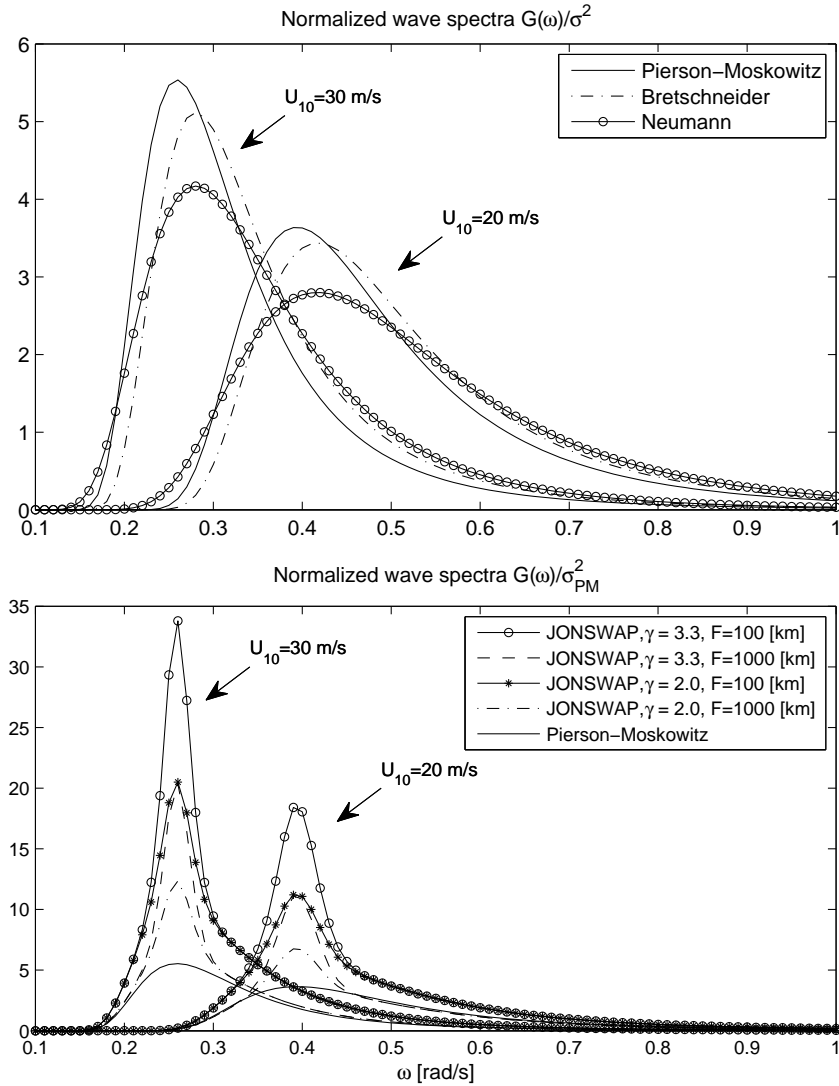 Normalized wave spectra G(ω)/σ²
U₁₀=30 m/s
U₁₀=20 m/s
Pierson−Moskowitz
Bretschneider
Neumann
6
5
4
3
2
1
0
0.1 0.2 0.3 0.4 0.5 0.6 0.7 0.8 0.9 1
Normalized wave spectra G(ω)/σ²PM
U₁₀=30 m/s
U₁₀=20 m/s
JONSWAP,γ = 3.3, F=100 [km]
JONSWAP,γ = 3.3, F=1000 [km]
JONSWAP,γ = 2.0, F=100 [km]
JONSWAP,γ = 2.0, F=1000 [km]
Pierson−Moskowitz
35
30
25
20
15
10
5
0
0.1 0.2 0.3 0.4 0.5 0.6 0.7 0.8 0.9 1
ω [rad/s]